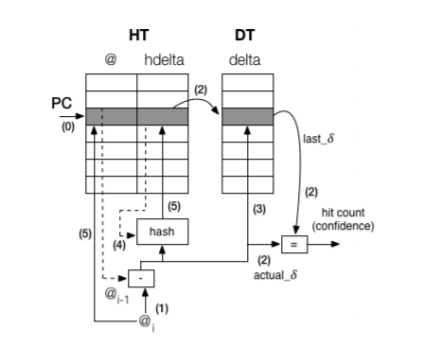 HT
DT
@
hdelta
delta
(2)
PC
(0)
last_δ
(5)
(3)
(2)
hit count
(confidence)
(5)
(4)
hash
=
(2)
actual_δ
-
@i-1
(1)
@i